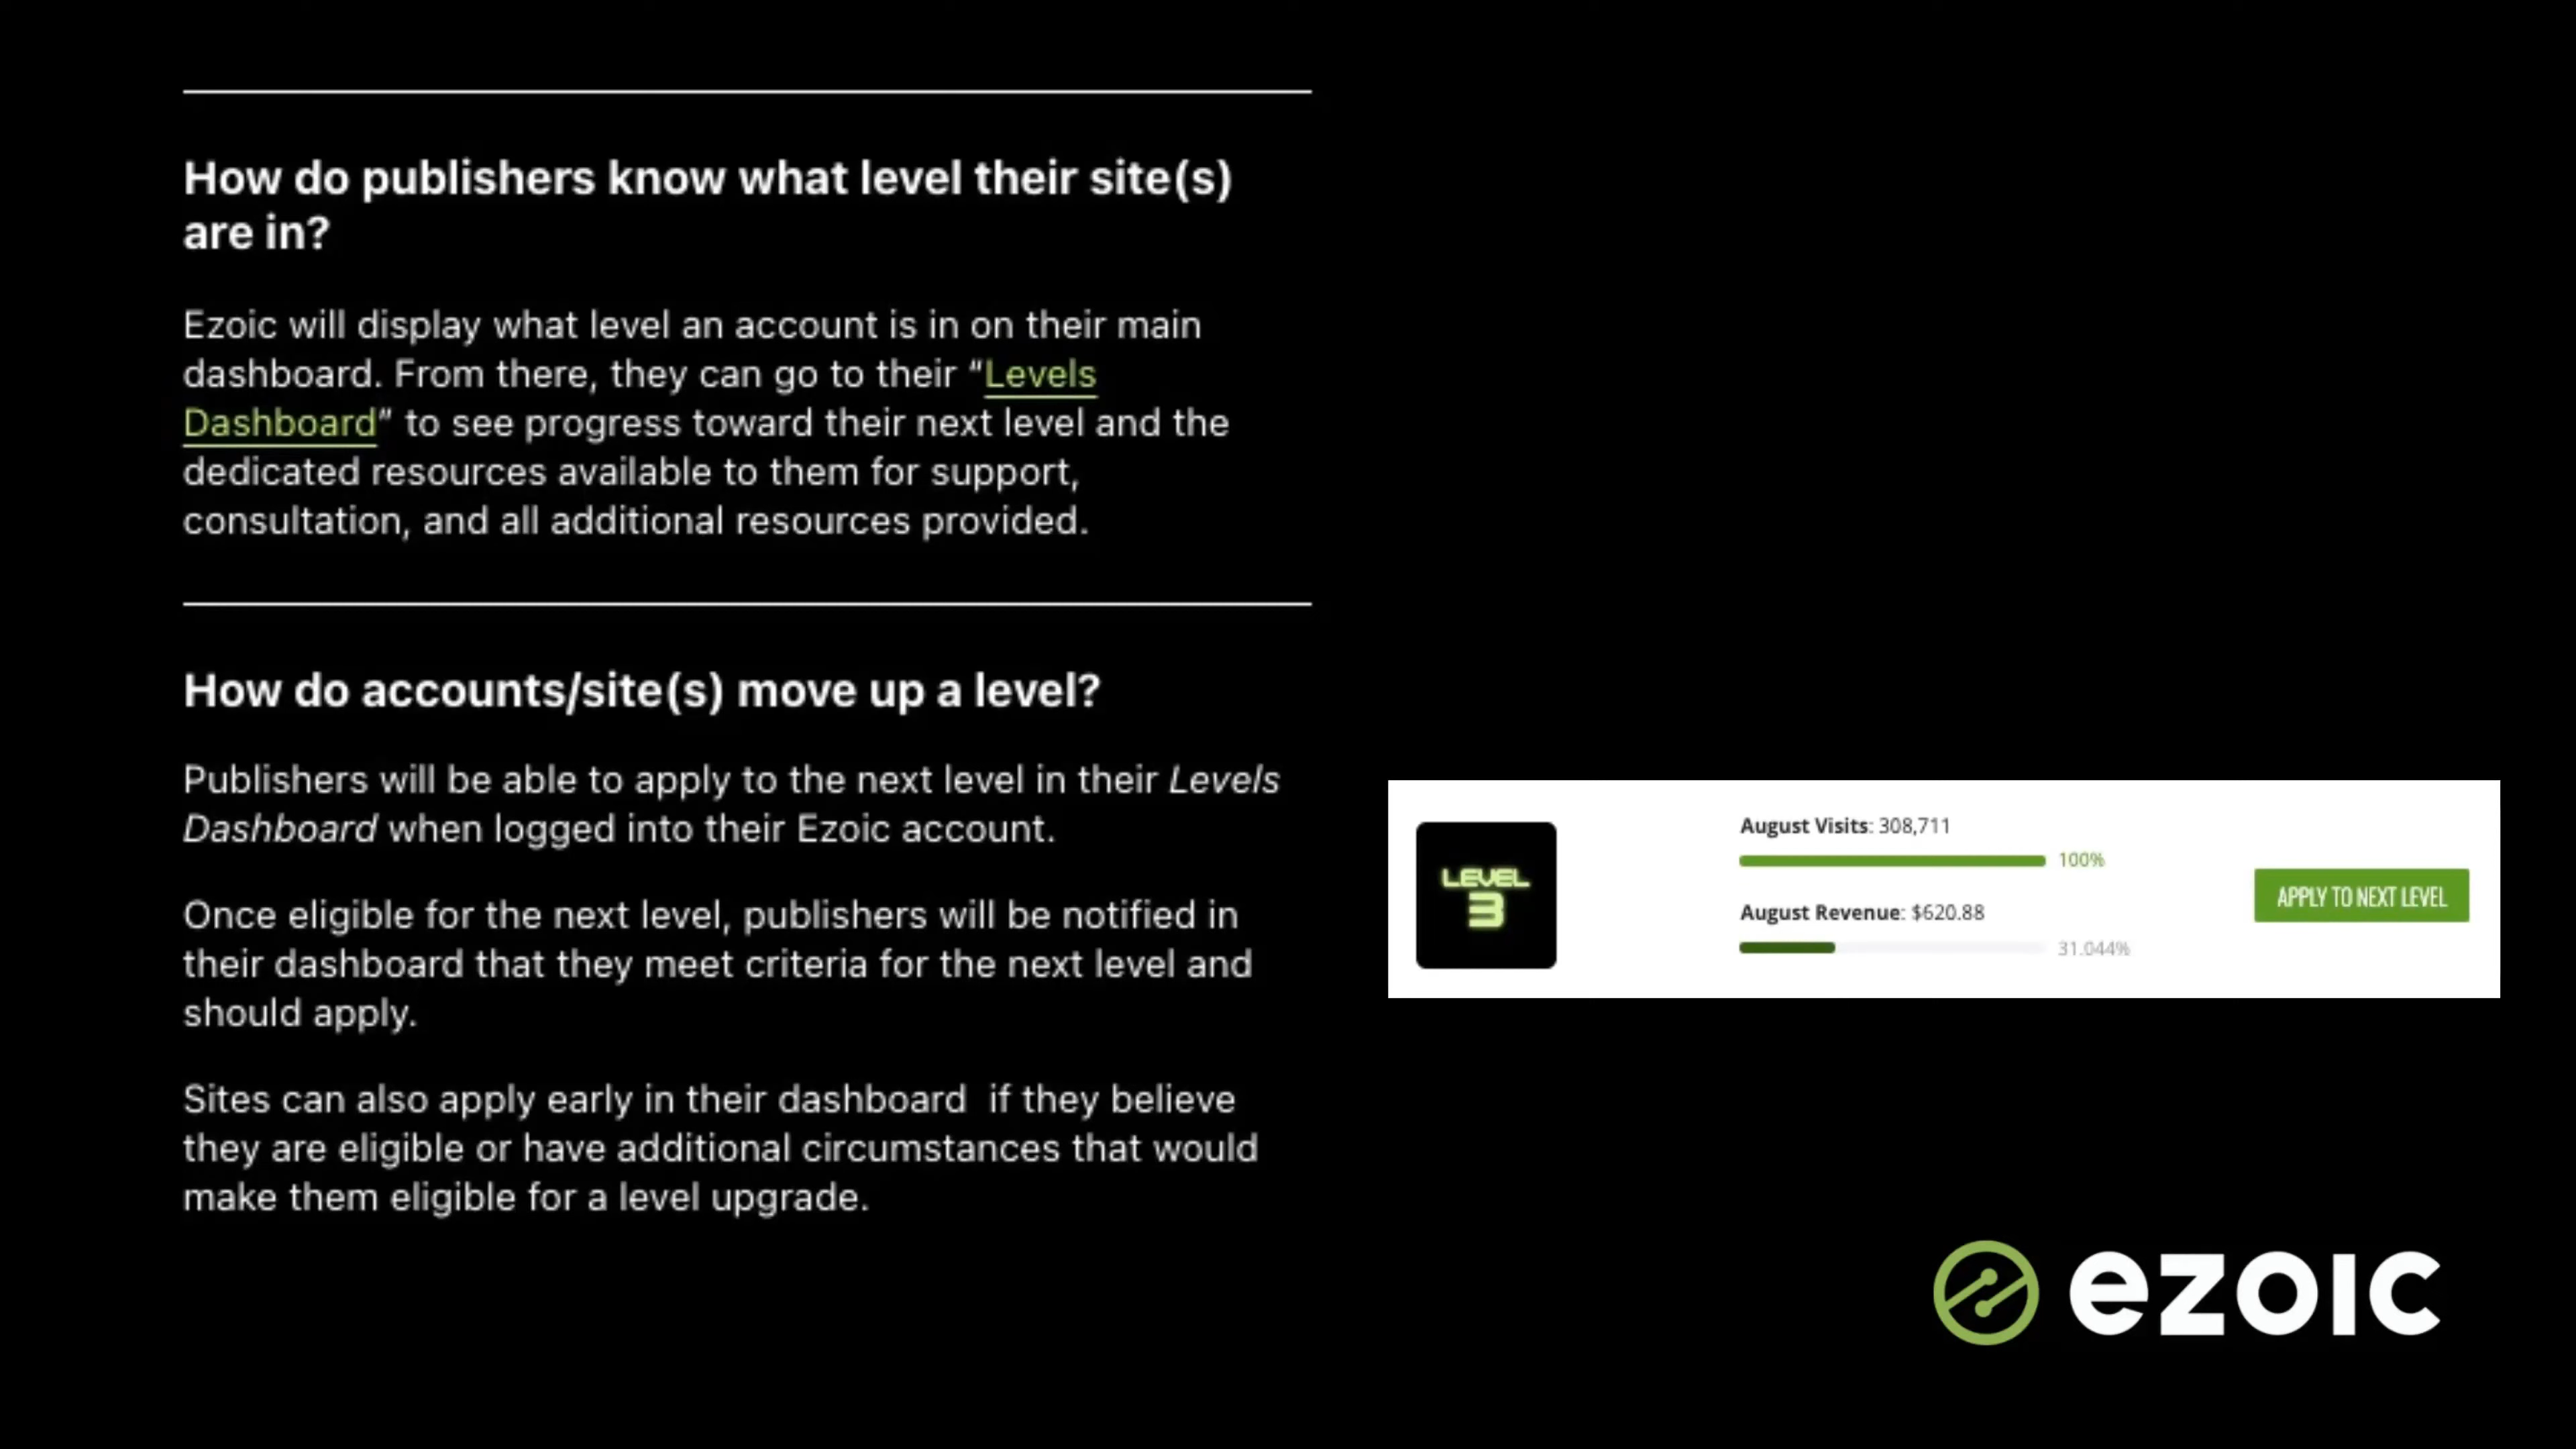 How do publishers know what level their site(s)
are in?
Ezoic will display what level an account is in on their main
dashboard. From there, they can go to their “Levels
Dashboard” to see progress toward their next level and the
dedicated resources available to them for support,
consultation, and all additional resources provided.
How do accounts/site(s) move up a level?
Publishers will be able to apply to the next level in their Levels
Dashboard when logged into their Ezoic account.
Once eligible for the next level, publishers will be notified in
their dashboard that they meet criteria for the next level and
should apply.
Sites can also apply early in their dashboard  if they believe
they are eligible or have additional circumstances that would
make them eligible for a level upgrade.
LEVEL
3
August Visits: 308,711
100%
August Revenue: $620.88
31.044%
APPLY TO NEXT LEVEL
ezoic